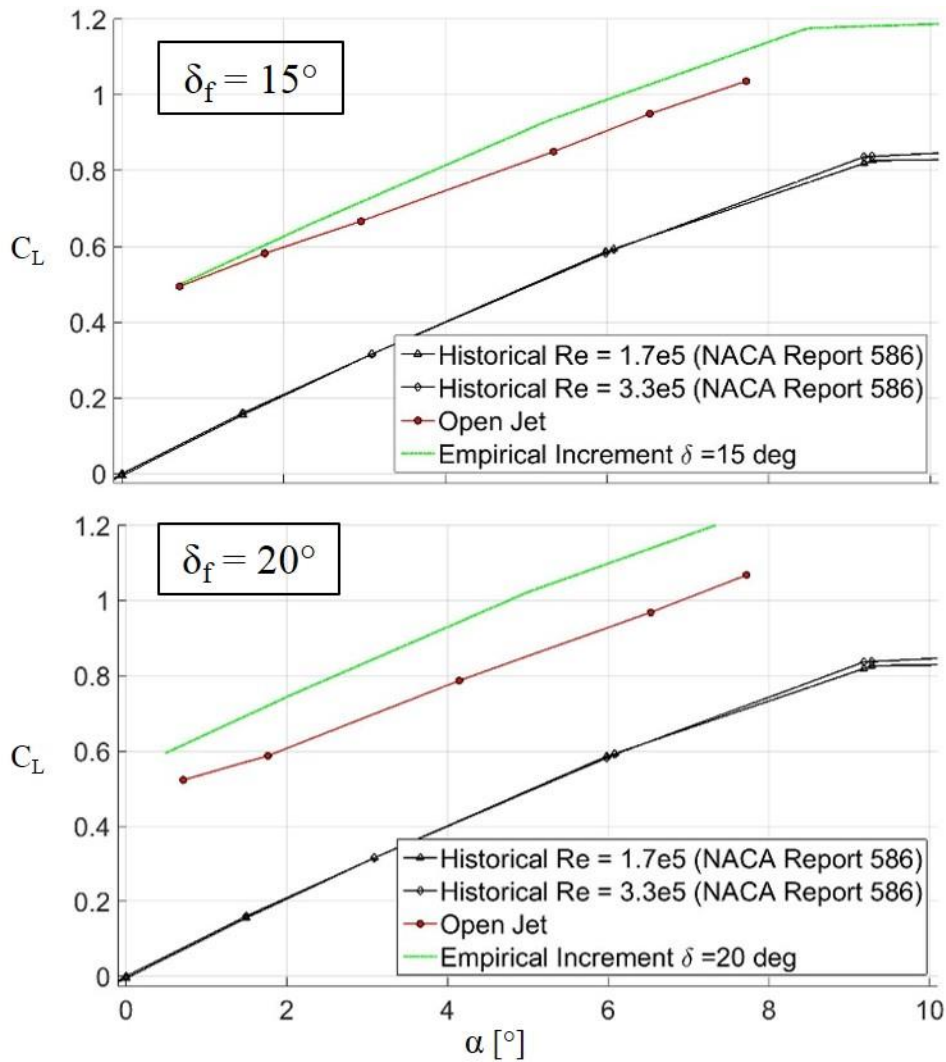 1.2
δf = 15°
1
0.8
CL
0.6
0.4
0.2
0
Historical Re = 1.7e5 (NACA Report 586)
Historical Re = 3.3e5 (NACA Report 586)
Open Jet
Empirical Increment δ =15 deg
1.2
δf = 20°
1
0.8
CL
0.6
0.4
0.2
0
Historical Re = 1.7e5 (NACA Report 586)
Historical Re = 3.3e5 (NACA Report 586)
Open Jet
Empirical Increment δ =20 deg
0 2 4 6 8 10
α [°]